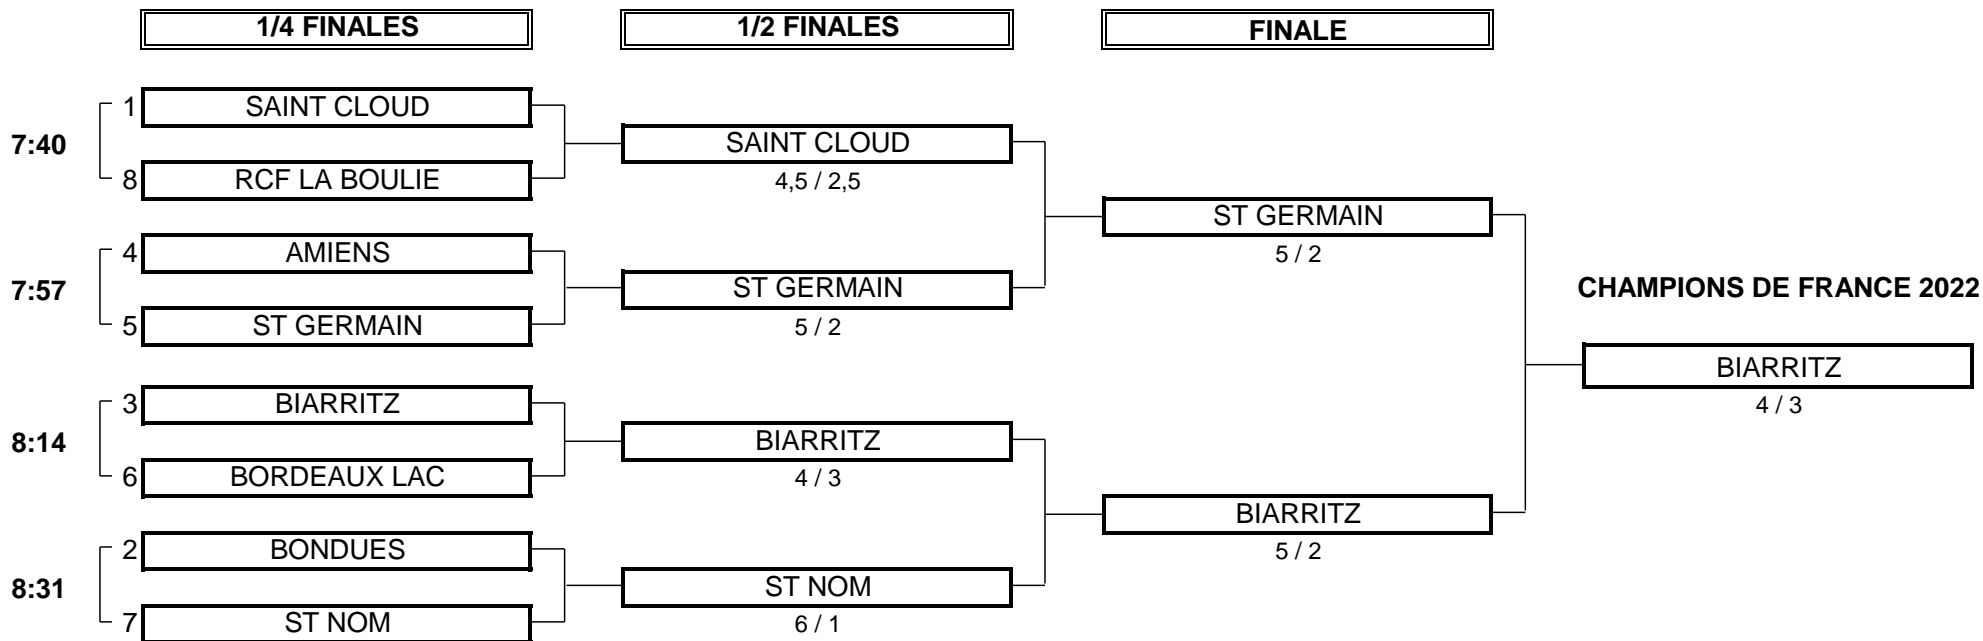 1/4 FINALES
1/2 FINALES
FINALE
7:40
1 SAINT CLOUD
8 RCF LA BOULIE
SAINT CLOUD
4,5 / 2,5
7:57
4 AMIENS
5 ST GERMAIN
ST GERMAIN
5 / 2
ST GERMAIN
5 / 2
8:14
3 BIARRITZ
6 BORDEAUX LAC
BIARRITZ
4 / 3
8:31
2 BONDUES
7 ST NOM
ST NOM
6 / 1
BIARRITZ
5 / 2
CHAMPIONS DE FRANCE 2022
BIARRITZ
4 / 3